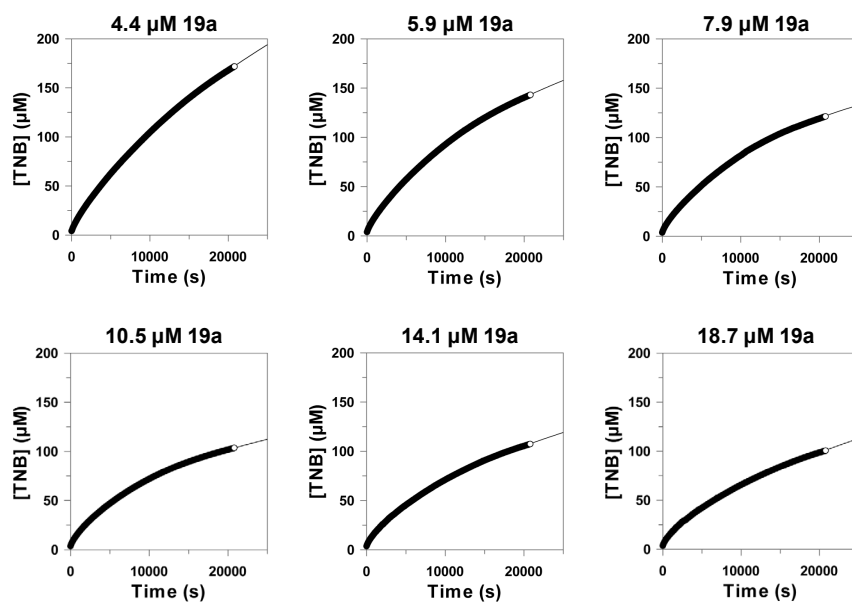 4.4 µM 19a
5.9 µM 19a
7.9 µM 19a
200
150
100
50
0
[TNB] (µM)
0
10000
20000
Time (s)
200
150
100
50
0
[TNB] (µM)
0
10000
20000
Time (s)
200
150
100
50
0
[TNB] (µM)
0
10000
20000
Time (s)
10.5 µM 19a
14.1 µM 19a
18.7 µM 19a
200
150
100
50
0
[TNB] (µM)
0
10000
20000
Time (s)
200
150
100
50
0
[TNB] (µM)
0
10000
20000
Time (s)
200
150
100
50
0
[TNB] (µM)
0
10000
20000
Time (s)